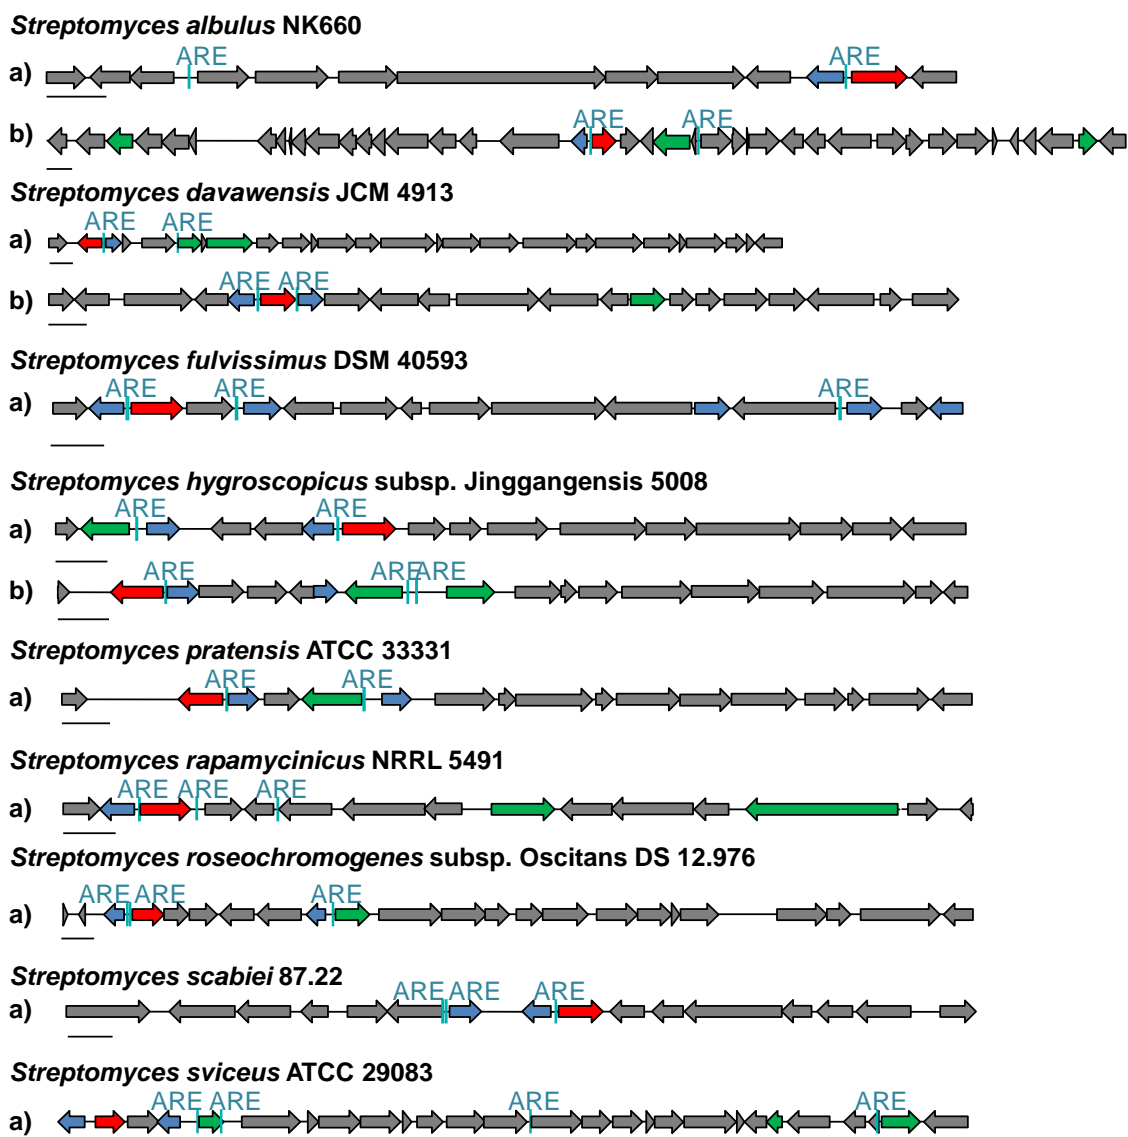 Streptomyces albulus NK660
ARE ARE
a)
ARE ARE
b)
Streptomyces davawensis JCM 4913
ARE ARE
a)
ARE ARE
b)
Streptomyces fulvissimus DSM 40593
ARE ARE ARE
a)
Streptomyces hygroscopicus subsp. Jinggangensis 5008
ARE ARE
a)
ARE ARE ARE
b)
Streptomyces pratensis ATCC 33331
ARE ARE
a)
Streptomyces rapamycinicus NRRL 5491
ARE ARE ARE
a)
Streptomyces roseochromogenes subsp. Oscitans DS 12.976
ARE ARE ARE
a)
Streptomyces scabiei 87.22
ARE ARE ARE
a)
Streptomyces sviceus ATCC 29083
ARE ARE ARE ARE
a)